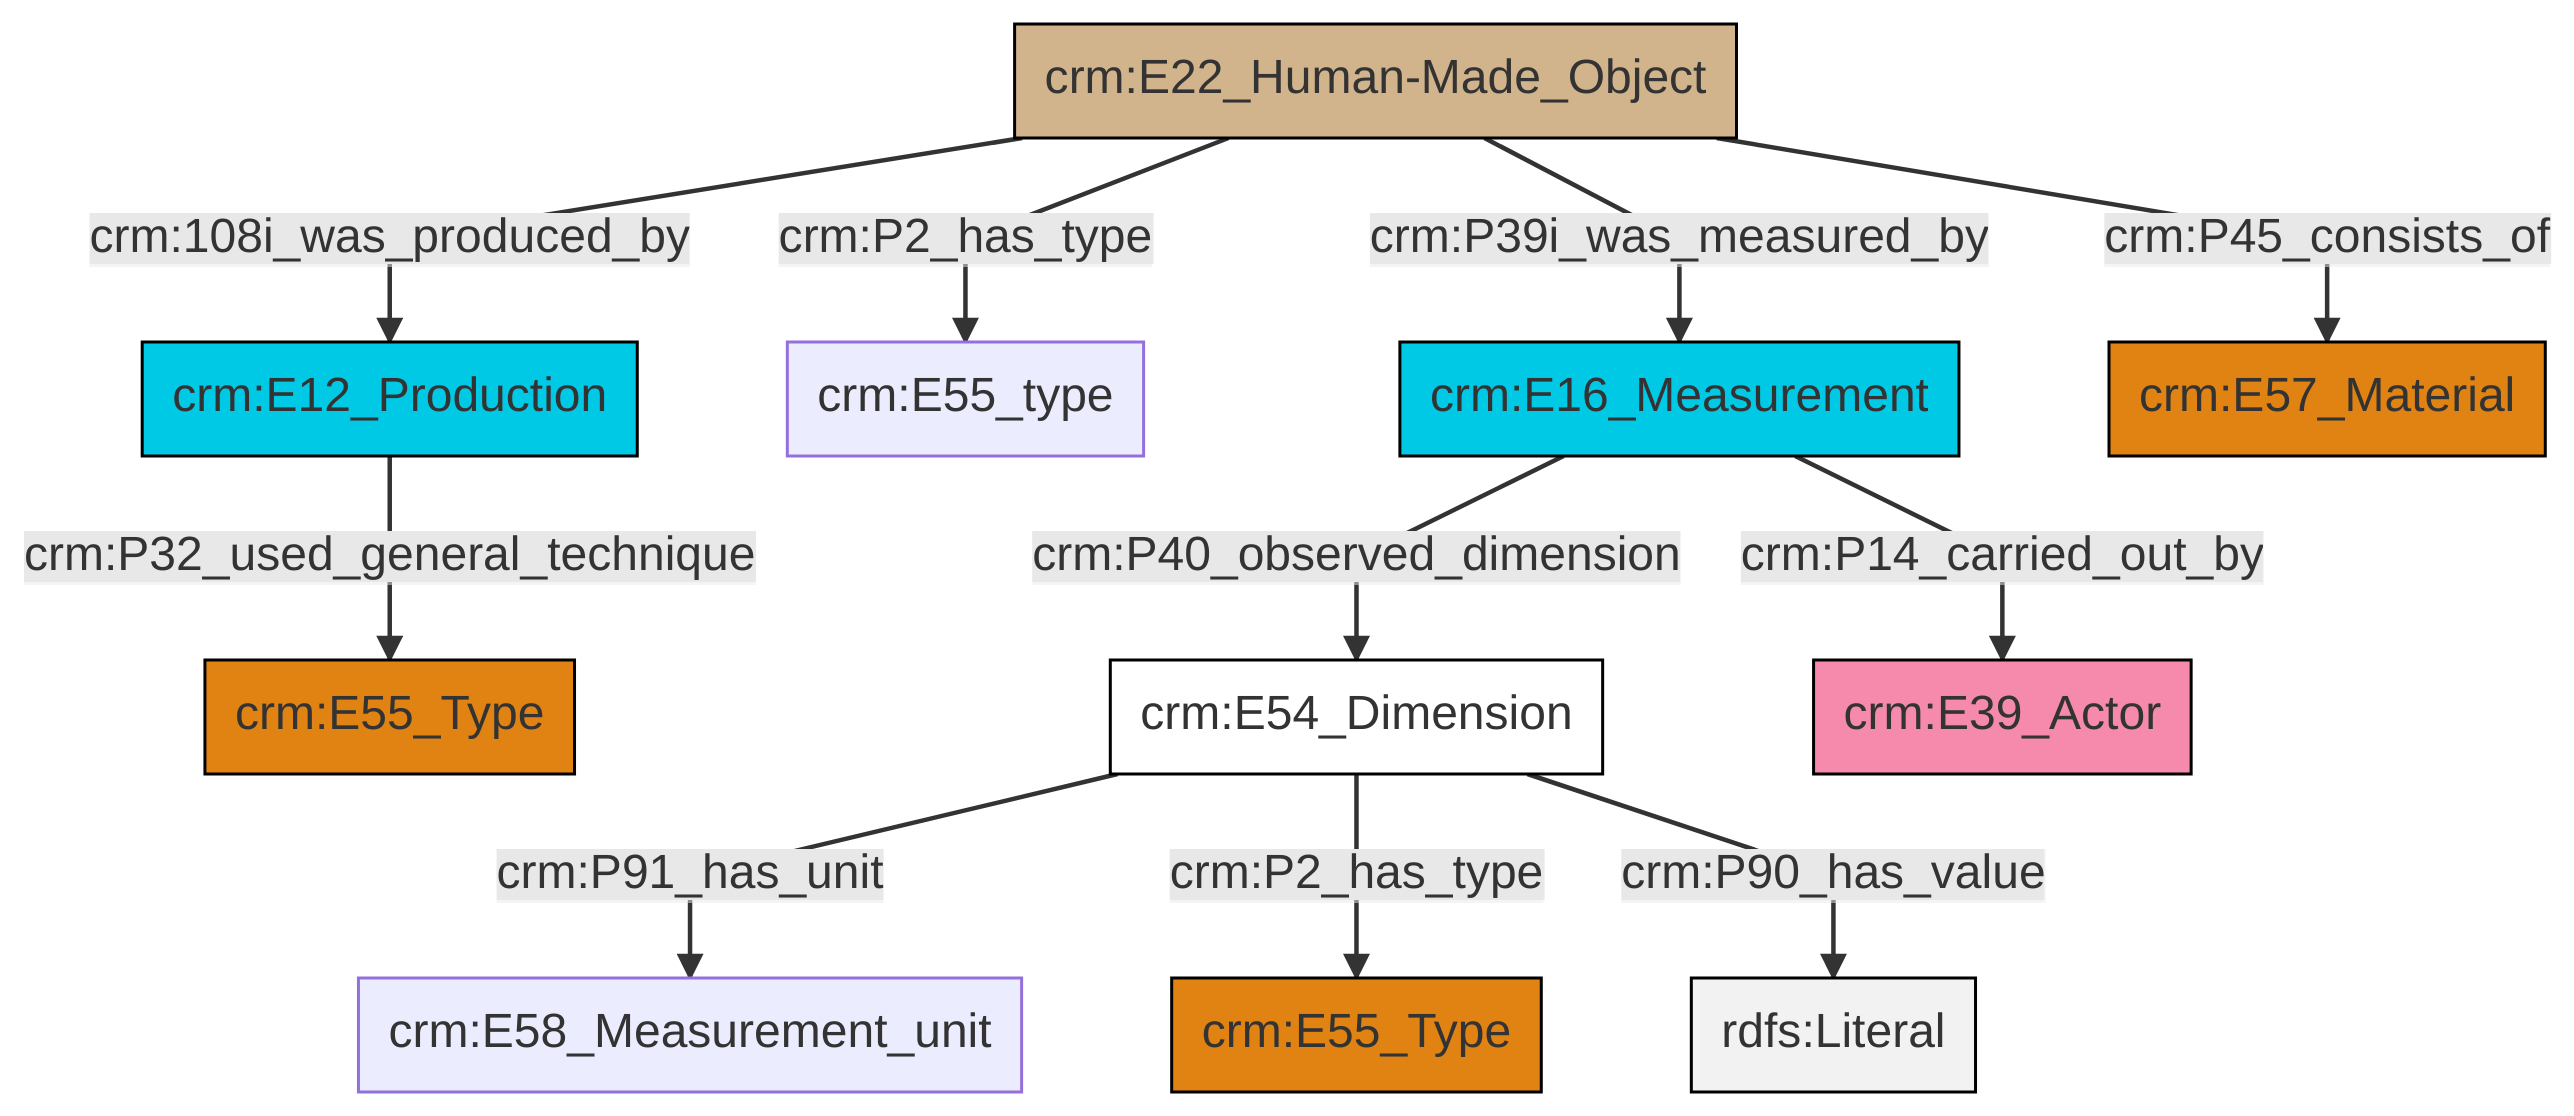 crm:E22_Human-Made_Object
crm:108i_was_produced_by
crm:P2_has_type
crm:P39i_was_measured_by
crm:P45_consists_of
crm:E12_Production
crm:E55_type
crm:E16_Measurement
crm:E57_Material
crm:P32_used_general_technique
crm:P40_observed_dimension
crm:P14_carried_out_by
crm:E55_Type
crm:E54_Dimension
crm:E39_Actor
crm:P91_has_unit
crm:P2_has_type
crm:P90_has_value
crm:E58_Measurement_unit
crm:E55_Type
rdfs:Literal